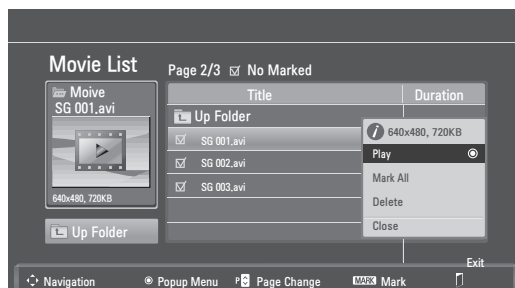 Movie List
Page 2/3 No Marked
Moive
SG 001.avi
640x480, 720KB
Up Folder
Title Duration
Up Folder
SG 001.avi
SG 002.avi
SG 003.avi
640x480, 720KB
Play
Mark All
Delete
Close
Navigation Popup Menu P Page Change MARK Mark Exit